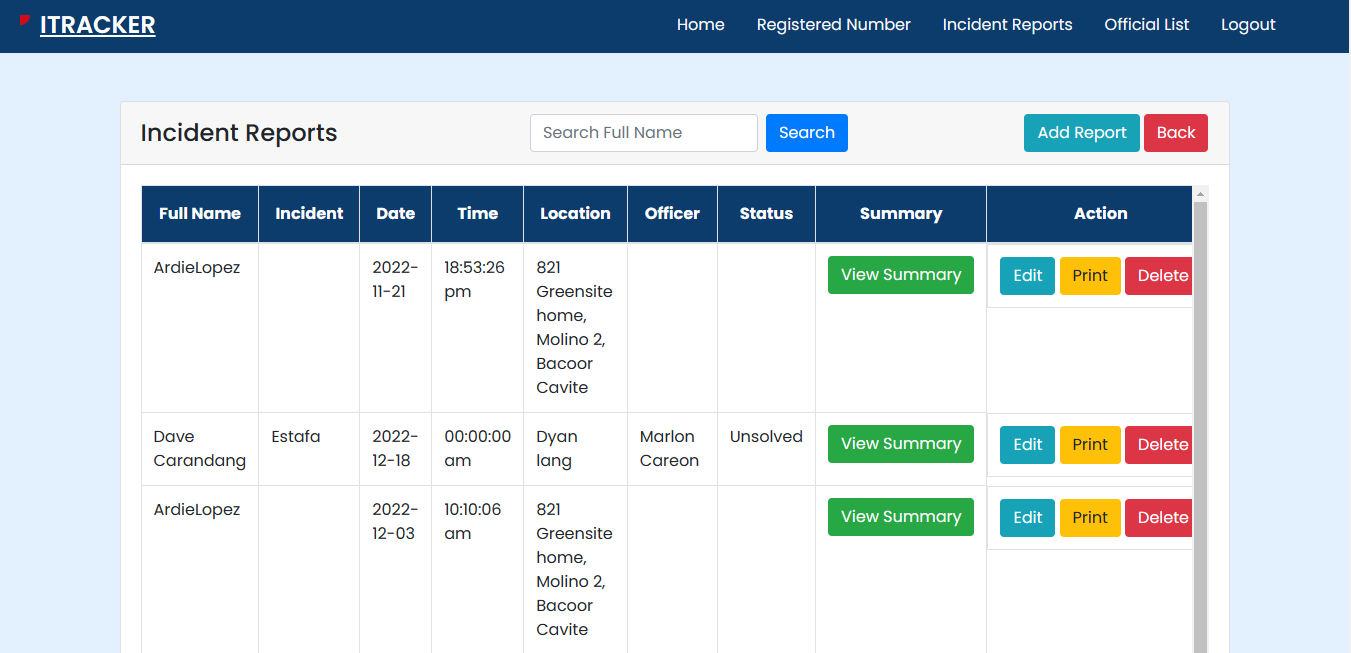 ITRACKER Home Registered Number Incident Reports Official List Logout
Incident Reports Search Full Name Search Add Report Back
Full Name Incident Date Time Location Officer Status Summary Action
ArdieLopez 2022- 18:53:26 821 View Summary Edit Print Delete
11-21 pm Greensite
home,
Molino 2,
Bacoor
Cavite
Dave Estafa 2022- 00:00:00 Dyan Marlon Unsolved View Summary Edit Print Delete
Carandang 12-18 am lang Careon
ArdieLopez 2022- 10:10:06 821 View Summary Edit Print Delete
12-03 am Greensite
home,
Molino 2,
Bacoor
Cavite